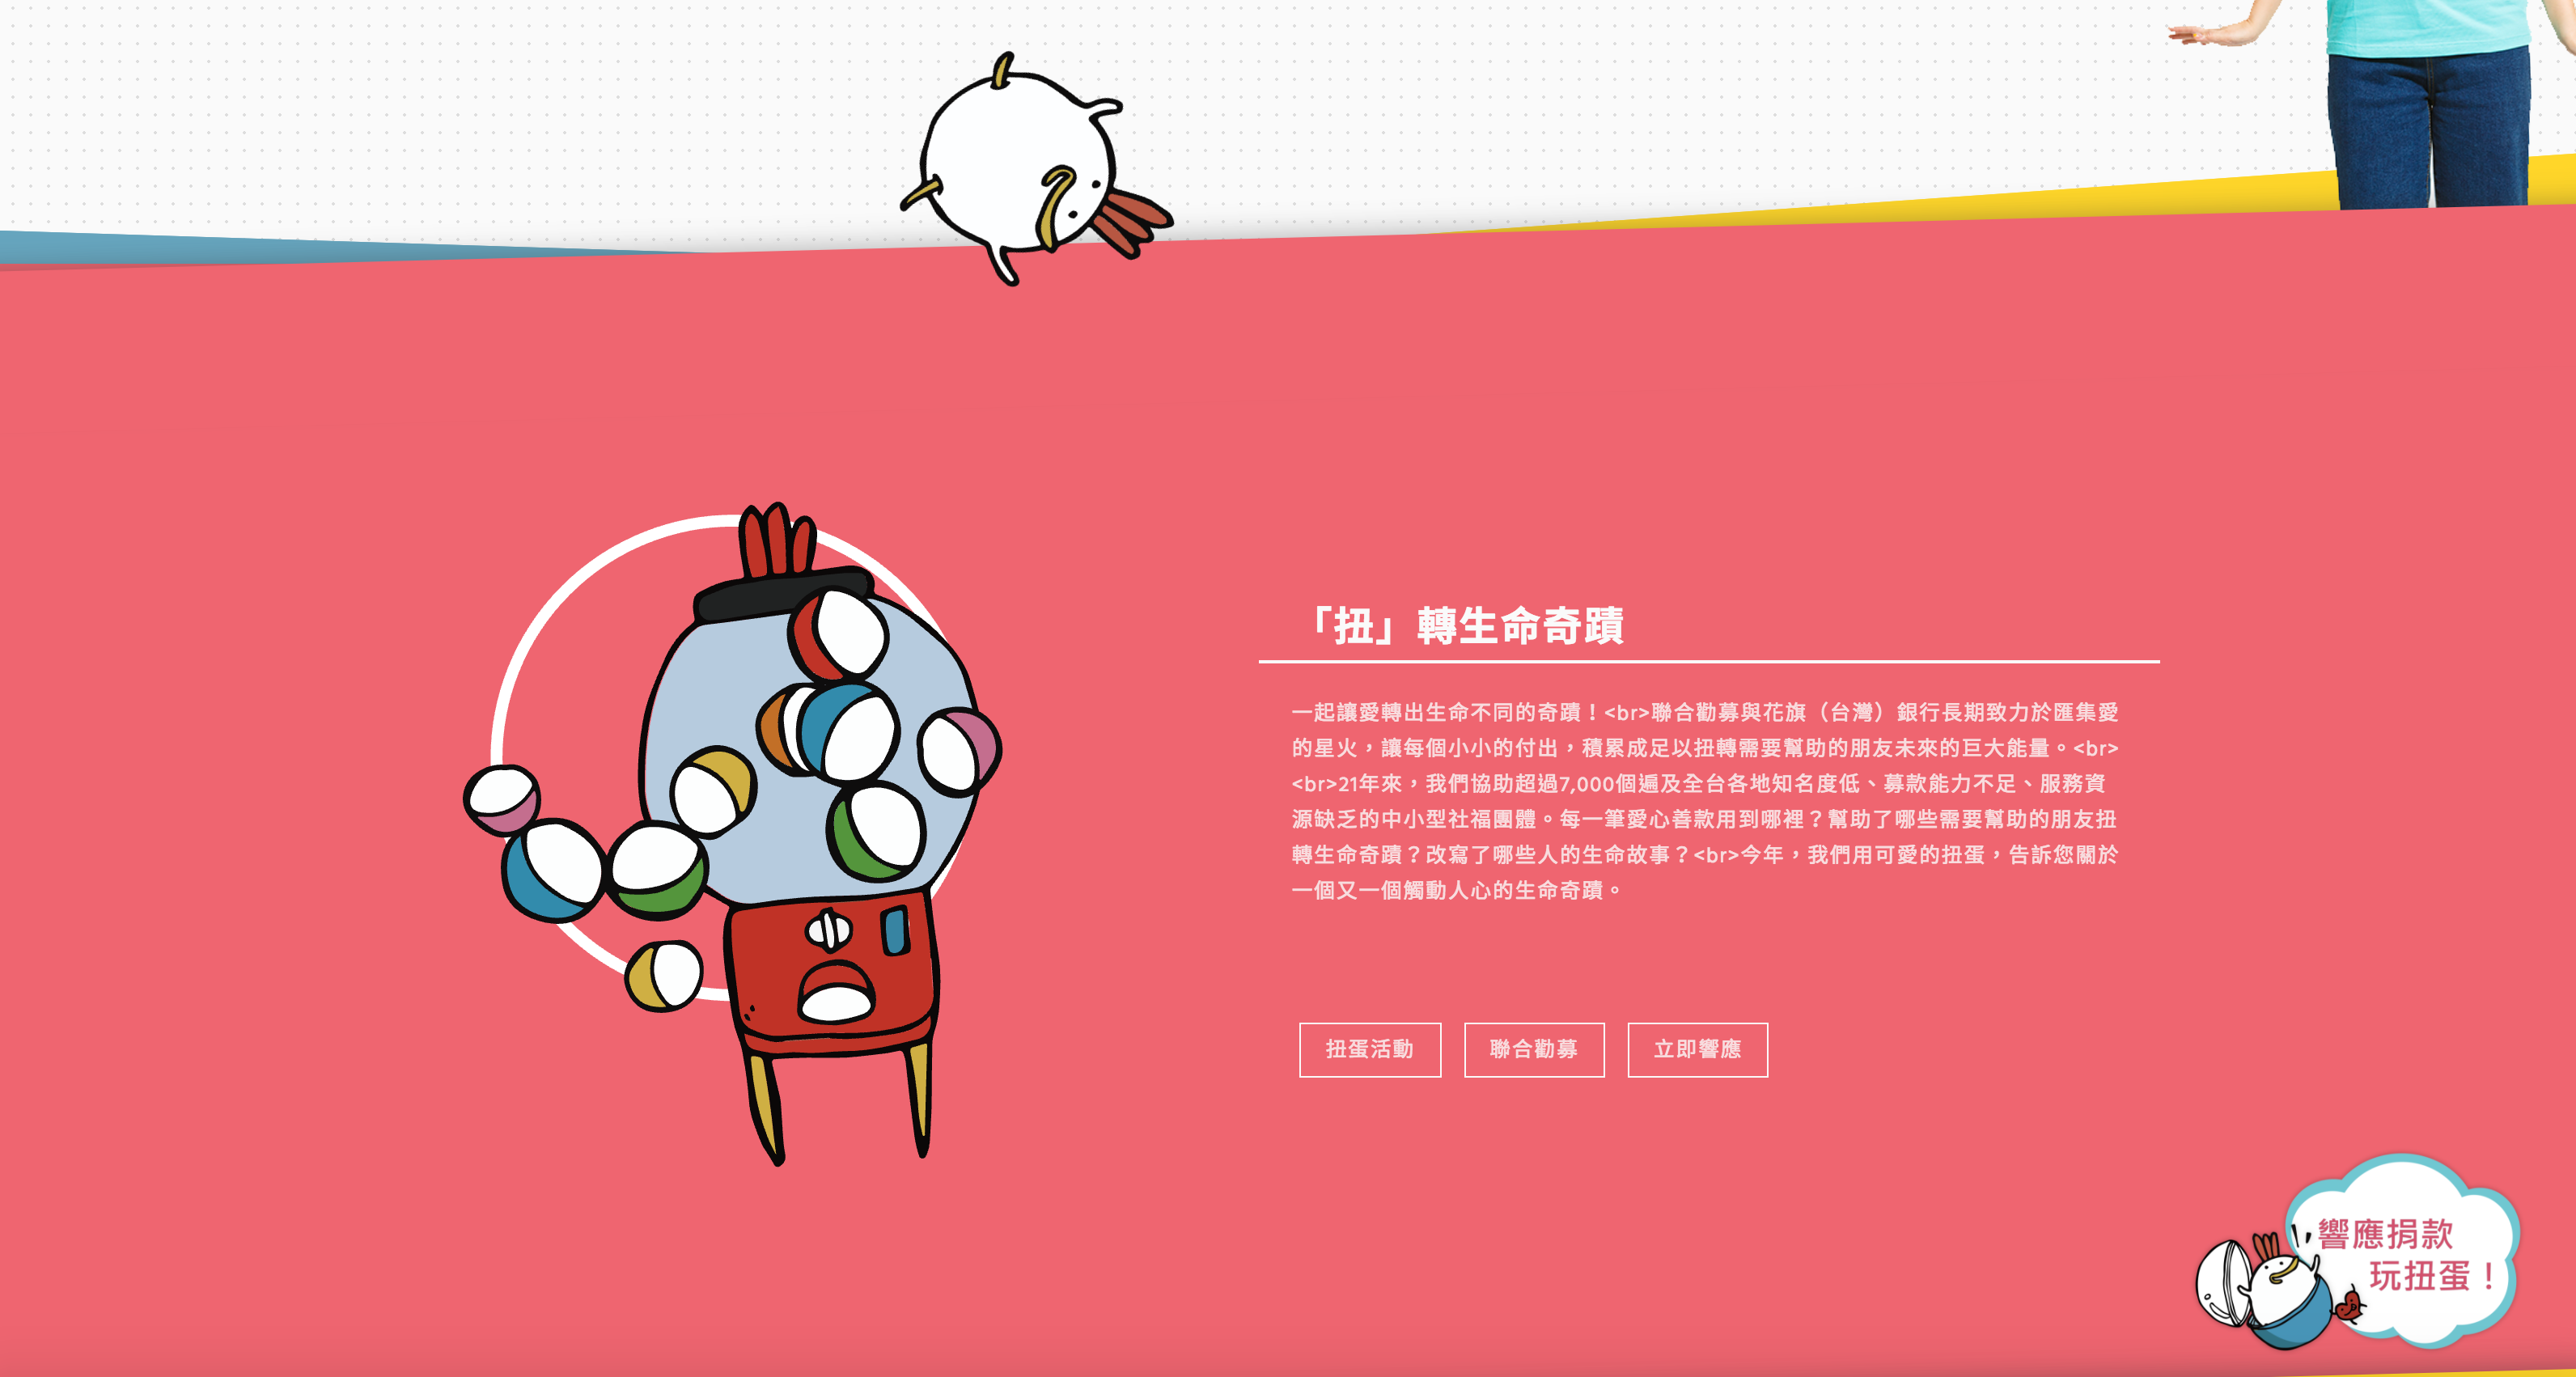 「扭」轉生命奇蹟
一起讓愛轉出生命不同的奇蹟！<br>聯合勸募與花旗（台灣）銀行長期致力於匯集愛
的星火，讓每個小小的付出，積累成足以扭轉需要幫助的朋友未來的巨大能量。<br>
<br>21年來，我們協助超過7,000個遍及全台各地知名度低、募款能力不足、服務資
源缺乏的中小型社福團體。每一筆愛心善款用到哪裡？幫助了哪些需要幫助的朋友扭
轉生命奇蹟？改寫了哪些人的生命故事？<br>今年，我們用可愛的扭蛋，告訴您關於
一個又一個觸動人心的生命奇蹟。
扭蛋活動
聯合勸募
立即響應
響應捐款
玩扭蛋！